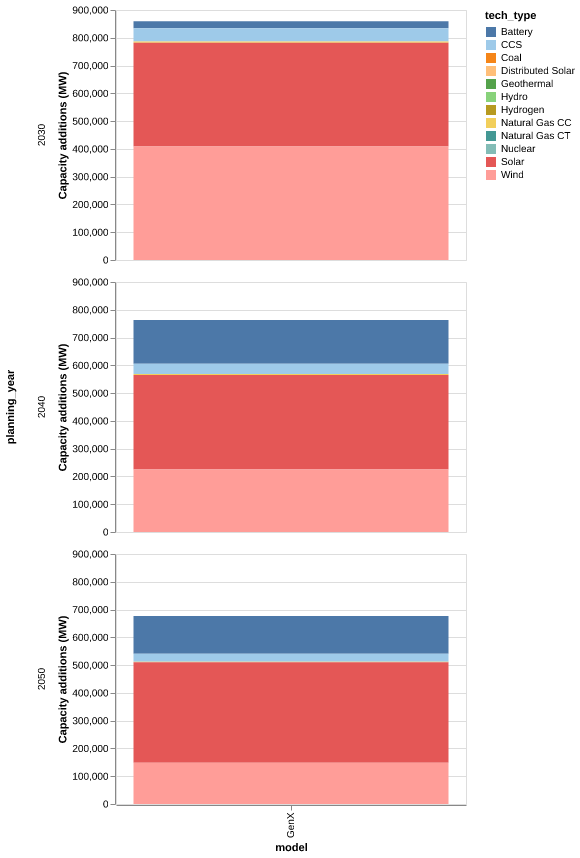 planning_year
2030
Capacity additions (MW)
900,000
800,000
700,000
600,000
500,000
400,000
300,000
200,000
100,000
0
2040
Capacity additions (MW)
900,000
800,000
700,000
600,000
500,000
400,000
300,000
200,000
100,000
0
2050
Capacity additions (MW)
900,000
800,000
700,000
600,000
500,000
400,000
300,000
200,000
100,000
0
GenX
model
tech_type
Battery
CCS
Coal
Distributed Solar
Geothermal
Hydro
Hydrogen
Natural Gas CC
Natural Gas CT
Nuclear
Solar
Wind